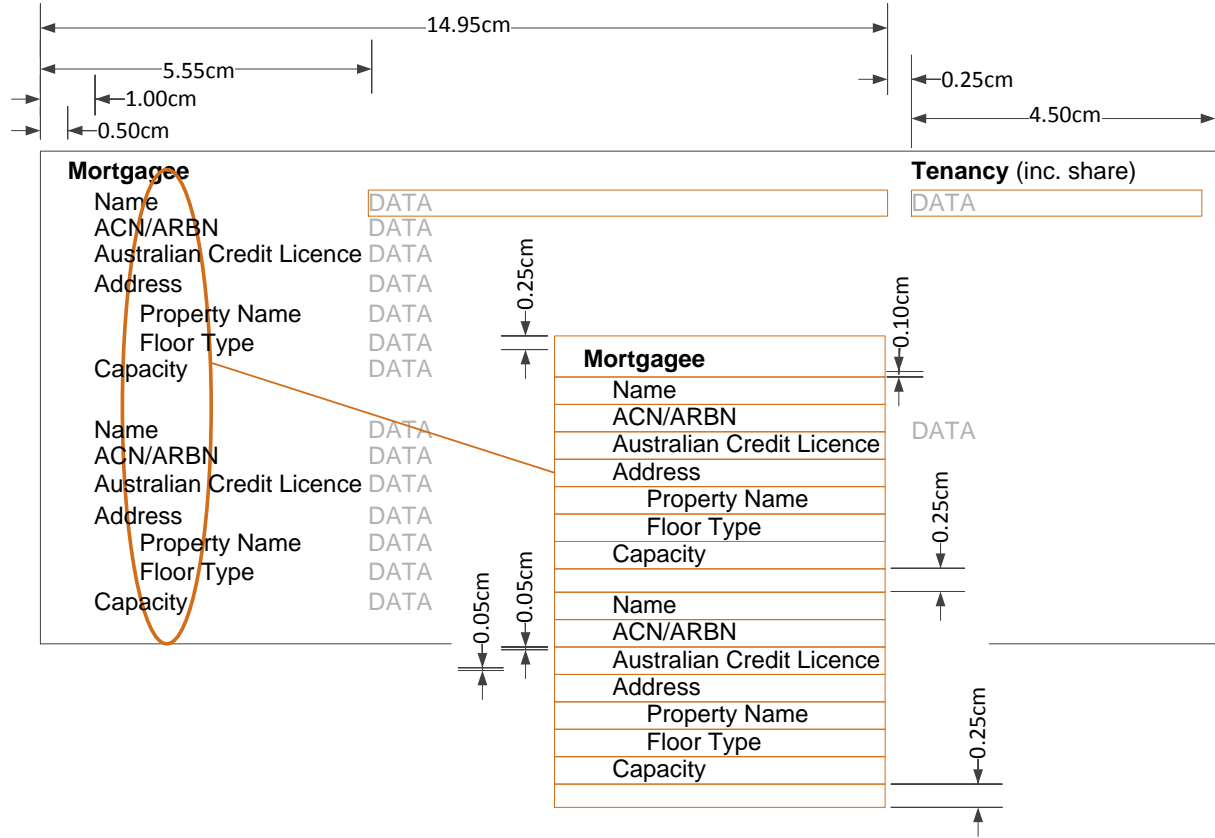 14.95cm
5.55cm
0.25cm
1.00cm
4.50cm
0.50cm
Mortgagee Tenancy (inc. share)
Name DATA DATA
ACN/ARBN DATA
Australian Credit Licence DATA
Address DATA
Property Name DATA
Floor Type DATA
Capacity DATA
Name DATA DATA
ACN/ARBN DATA
Australian Credit Licence DATA
Address DATA
Property Name DATA
Floor Type DATA
Capacity DATA
0.25cm
0.10cm
Mortgagee
Name
ACN/ARBN
Australian Credit Licence
Address
Property Name
Floor Type
Capacity
0.25cm
0.05cm
0.05cm
Name
ACN/ARBN
Australian Credit Licence
Address
Property Name
Floor Type
Capacity
0.25cm